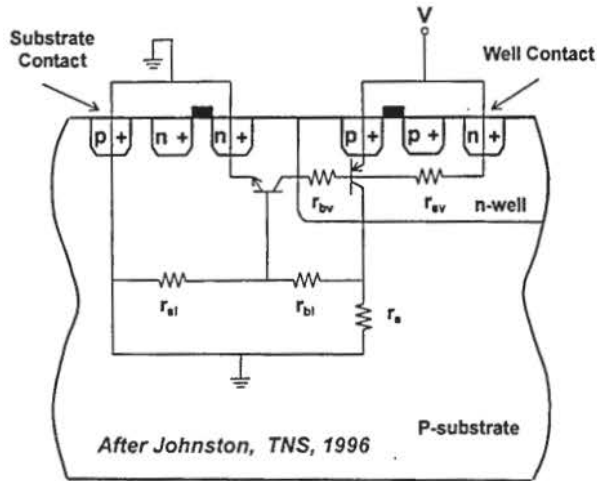 Substrate
Contact
V
Well Contact
p + n + n + p + p + n +
r_bv r_sv
n-well
r_sl r_bl r_s
P-substrate
After Johnston, TNS, 1996